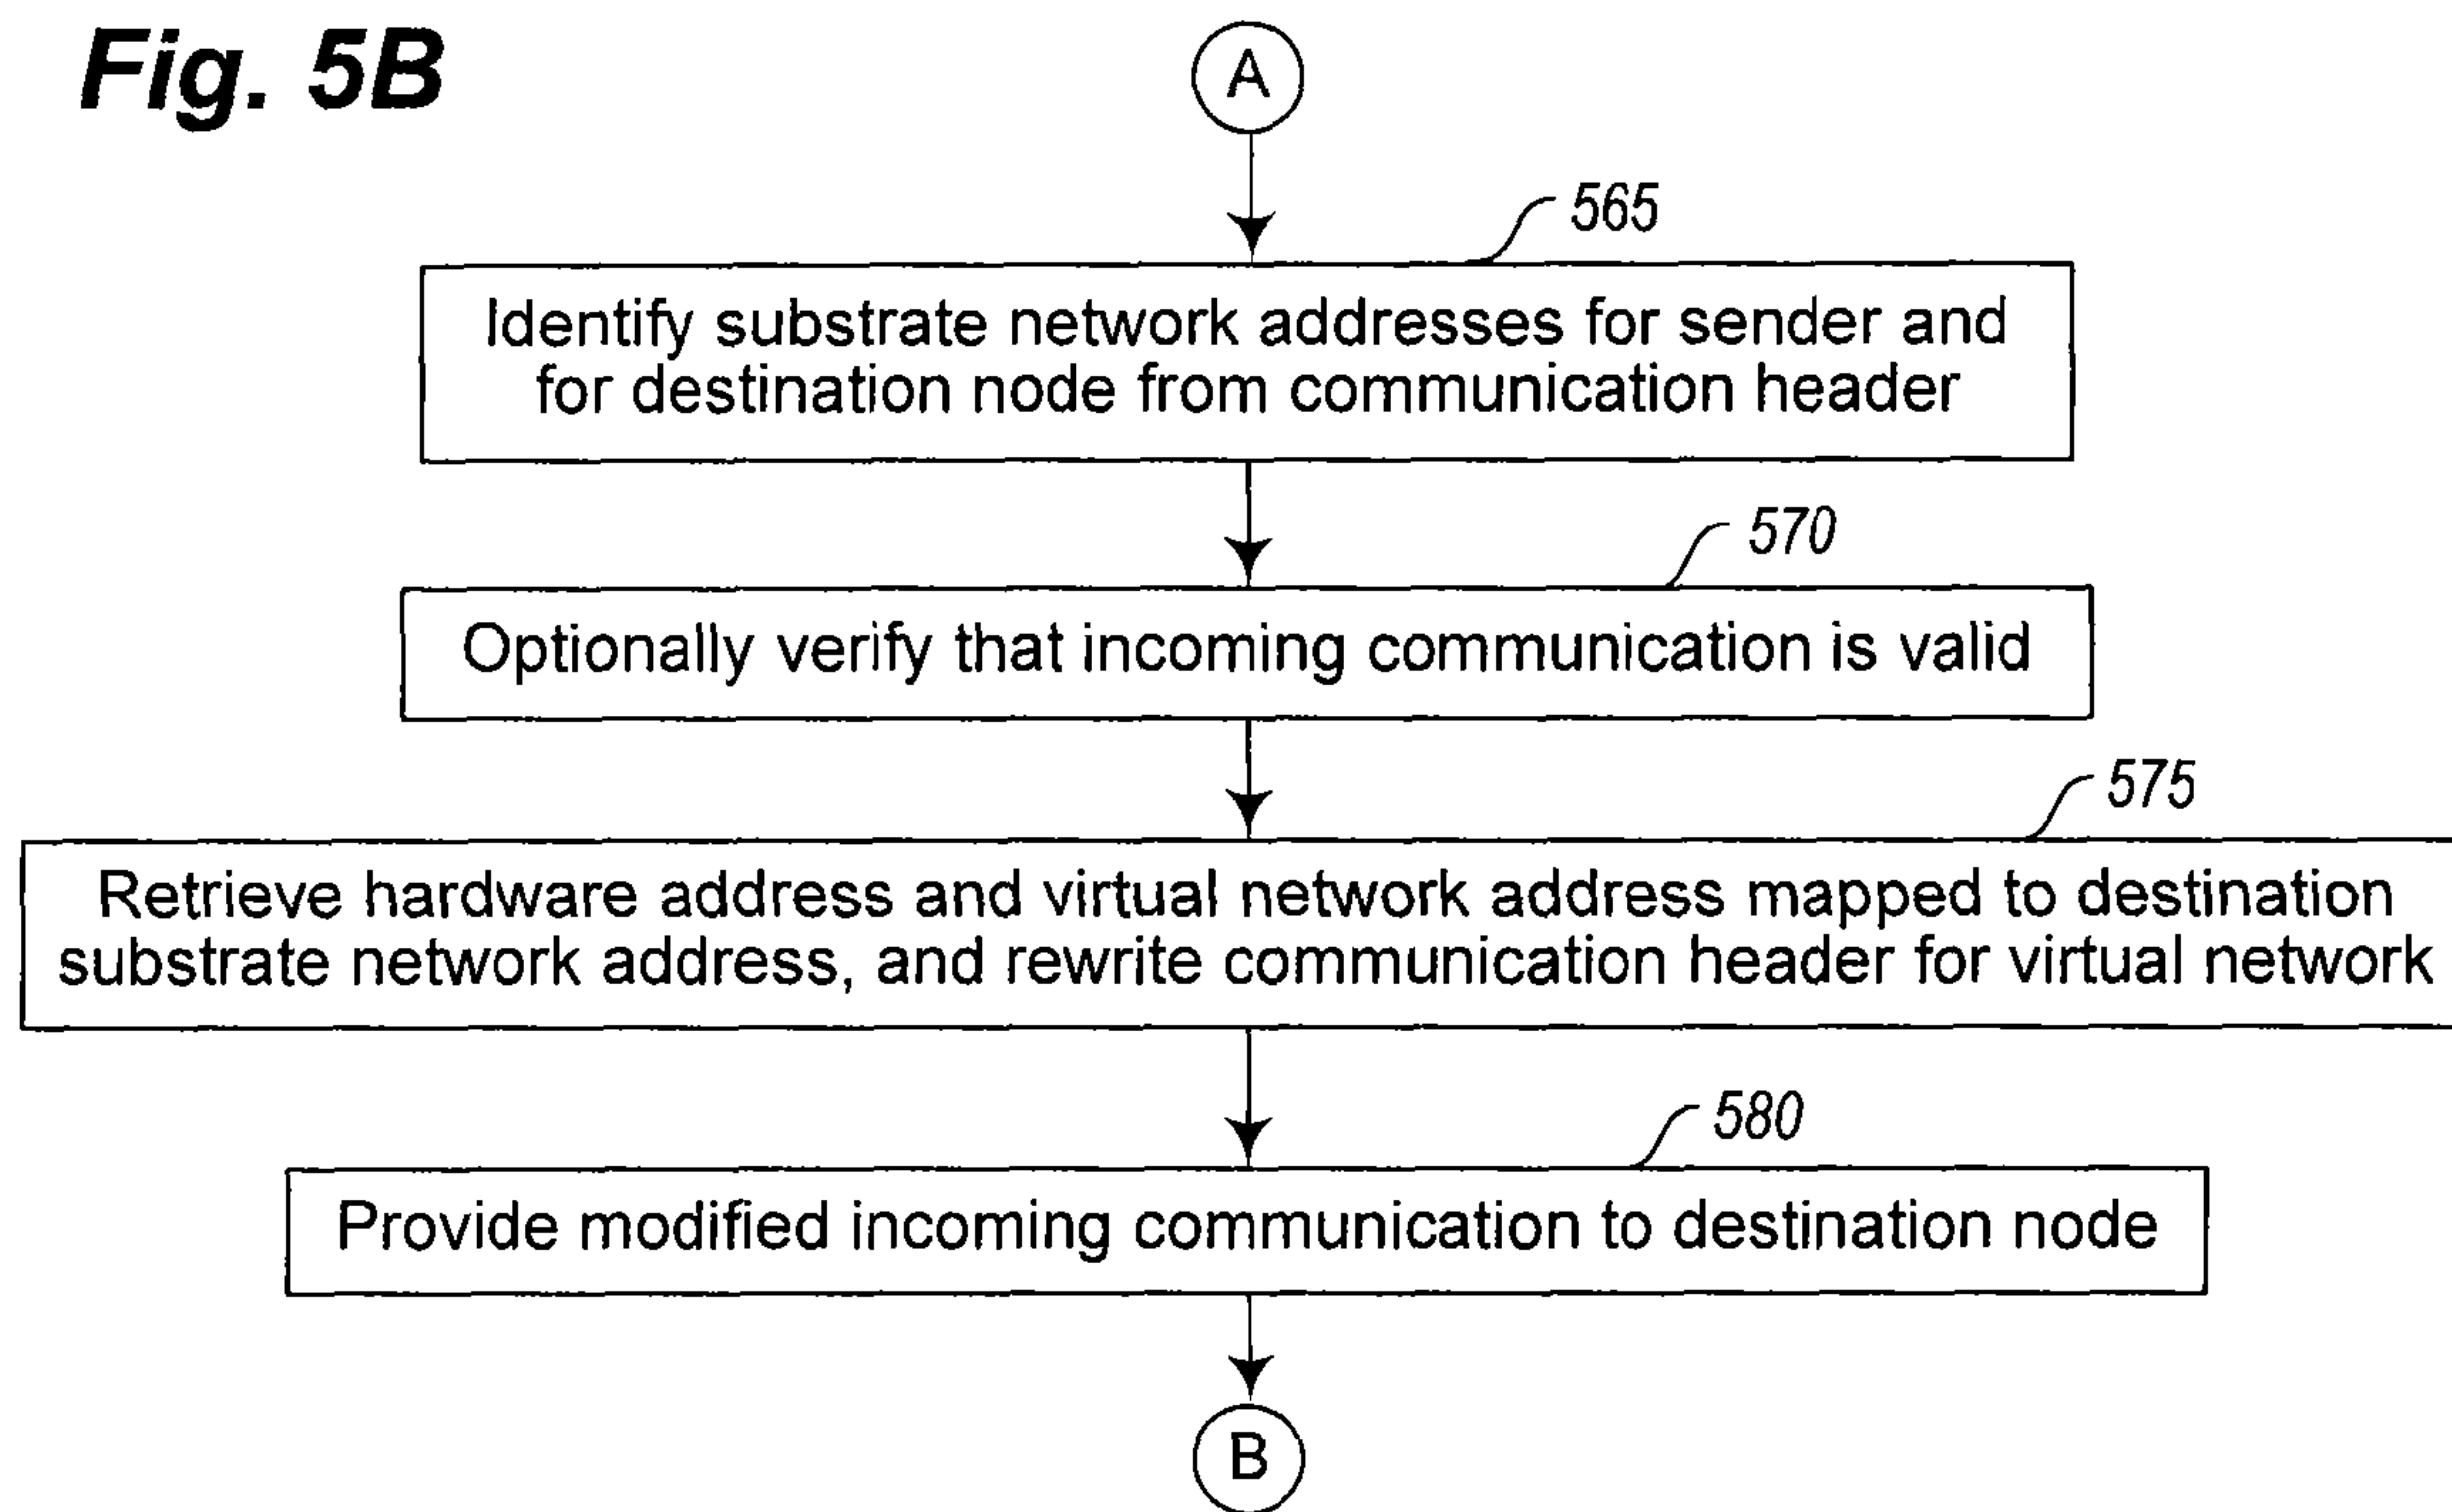 Fig. 5B
A
565
Identify substrate network addresses for sender and
for destination node from communication header
570
Optionally verify that incoming communication is valid
575
Retrieve hardware address and virtual network address mapped to destination
substrate network address, and rewrite communication header for virtual network
580
Provide modified incoming communication to destination node
B